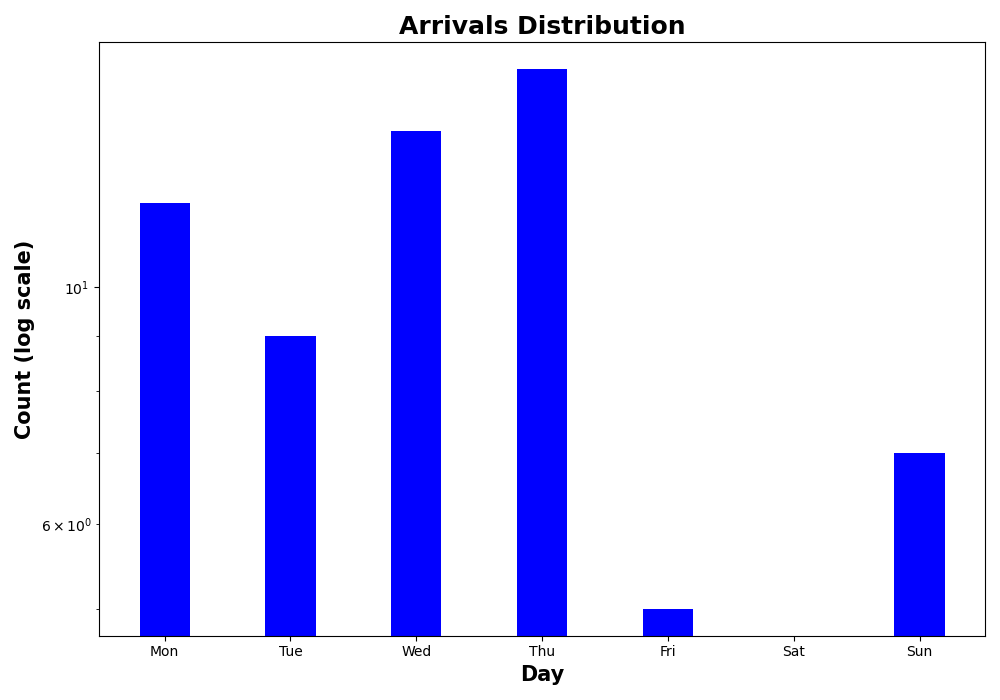 Arrivals Distribution
Count (log scale)
10¹
6 × 10⁰
Mon Tue Wed Thu Fri Sat Sun
Day